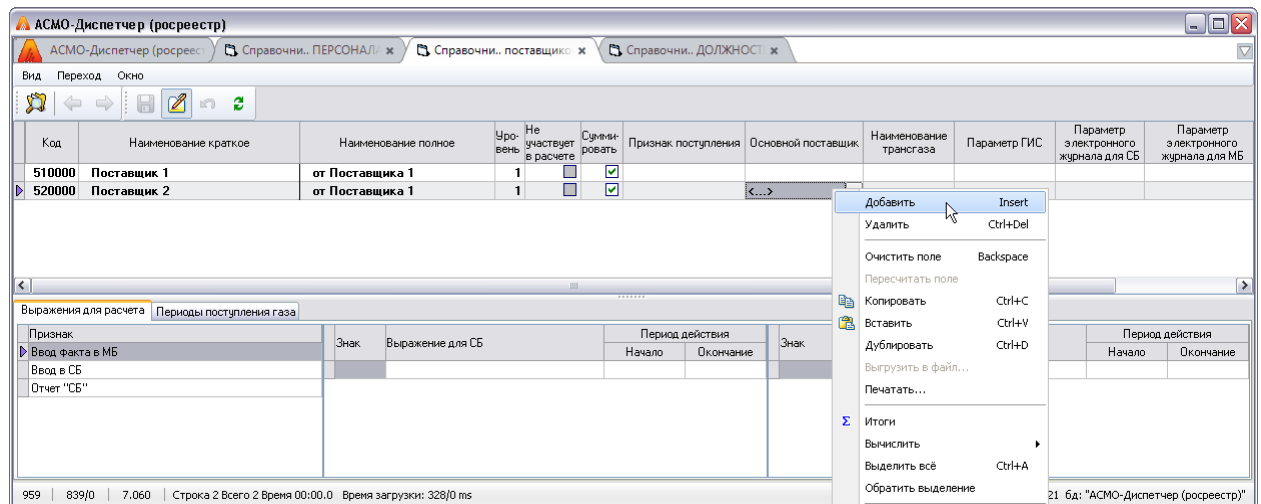 АСМО-Диспетчер (росреестр)
АСМО-Диспетчер (росреест
Справочни.. ПЕРСОНАЛА
Справочни.. поставщико
Справочни.. ДОЛЖНОСТ
Вид Переход Окно
Код
Наименование краткое
Наименование полное
Уро-
вень
Не
участвует
в расчете
Сумми-
ровать
Признак поступления
Основной поставщик
Наименование
трансгаза
Параметр ГИС
Параметр
электронного
журнала для СБ
Параметр
электронного
журнала для МБ
510000 Поставщик 1 от Поставщика 1 1
520000 Поставщик 2 от Поставщика 1 1 <...>
Добавить Insert
Удалить Ctrl+Del
Очистить поле Backspace
Пересчитать поле
Копировать Ctrl+C
Вставить Ctrl+V
Дублировать Ctrl+D
Выгрузить в файл...
Печатать...
Σ Итоги
Вычислить
Выделить всё Ctrl+A
Обратить выделение
Выражения для расчета Периоды поступления газа
Признак
Ввод факта в МБ
Ввод в СБ
Отчет "СБ"
Знак
Выражение для СБ
Период действия
Начало Окончание
Знак
Период действия
Начало Окончание
959 839/0 7.060 Строка 2 Всего 2 Время 00:00.0 Время загрузки: 328/0 ms
21 бд: "АСМО-Диспетчер (росреестр)"